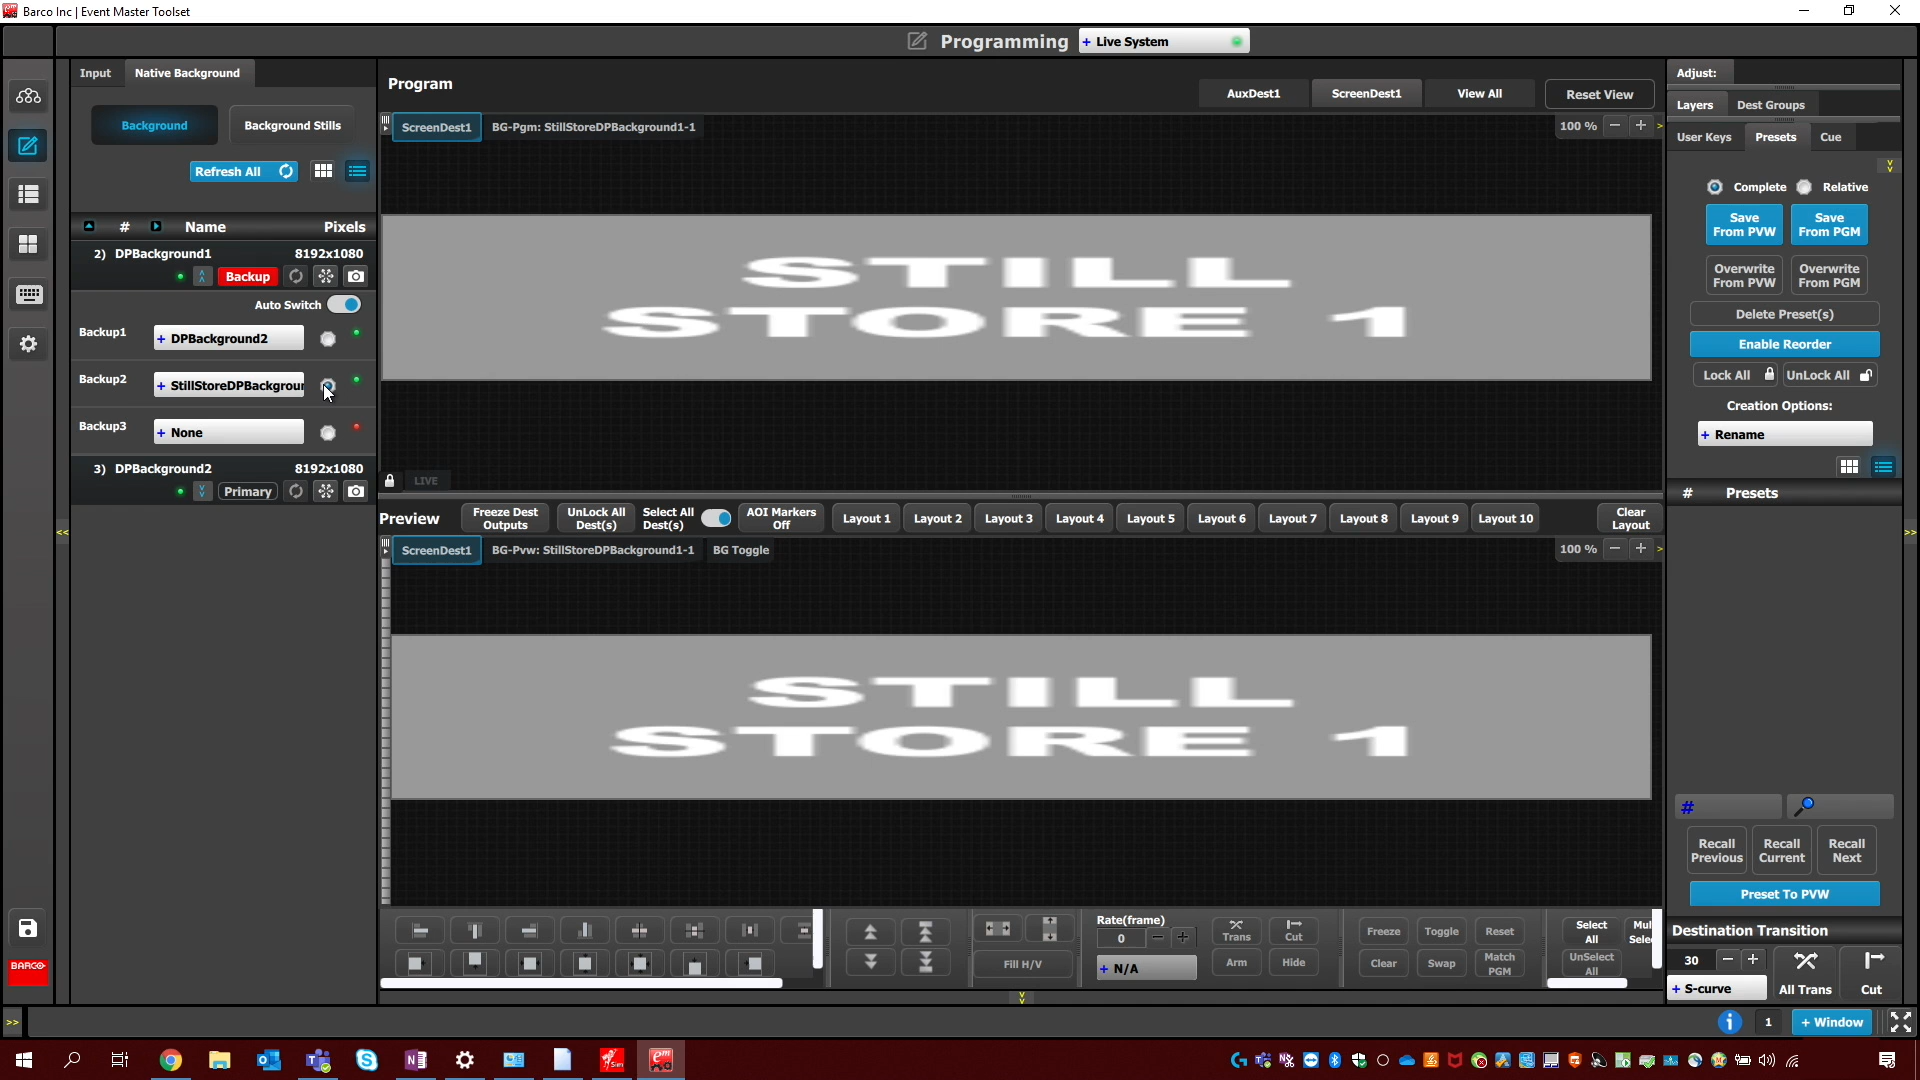 Barco Inc | Event Master Toolset
Programming
+ Live System
Input
Native Background
Background
Background Stills
Refresh All
# Name Pixels
2) DPBackground1 8192x1080
Backup
Auto Switch
Backup1
+ DPBackground2
Backup2
+ StillStoreDPBackgroun
Backup3
+ None
3) DPBackground2 8192x1080
Primary
<<
Program
AuxDest1
ScreenDest1
View All
Reset View
ScreenDest1
BG-Pgm: StillStoreDPBackground1-1
100 %
STILL
STORE 1
LIVE
Preview
Freeze Dest
Outputs
UnLock All
Dest(s)
Select All
Dest(s)
AOI Markers
Off
Layout 1
Layout 2
Layout 3
Layout 4
Layout 5
Layout 6
Layout 7
Layout 8
Layout 9
Layout 10
Clear
Layout
ScreenDest1
BG-Pvw: StillStoreDPBackground1-1
BG Toggle
100 %
STILL
STORE 1
Fill H/V
Rate(frame)
0
+ N/A
Trans
Cut
Arm
Hide
Freeze
Toggle
Reset
Clear
Swap
Match
PGM
Select
All
Mul
Sele
UnSelect
All
Adjust:
Layers
Dest Groups
User Keys
Presets
Cue
Complete
Relative
Save
From PVW
Save
From PGM
Overwrite
From PVW
Overwrite
From PGM
Delete Preset(s)
Enable Reorder
Lock All
UnLock All
Creation Options:
+ Rename
# Presets
>>
#
Recall
Previous
Recall
Current
Recall
Next
Preset To PVW
Destination Transition
30
+ S-curve
All Trans
Cut
BARCO
>>
1
+ Window